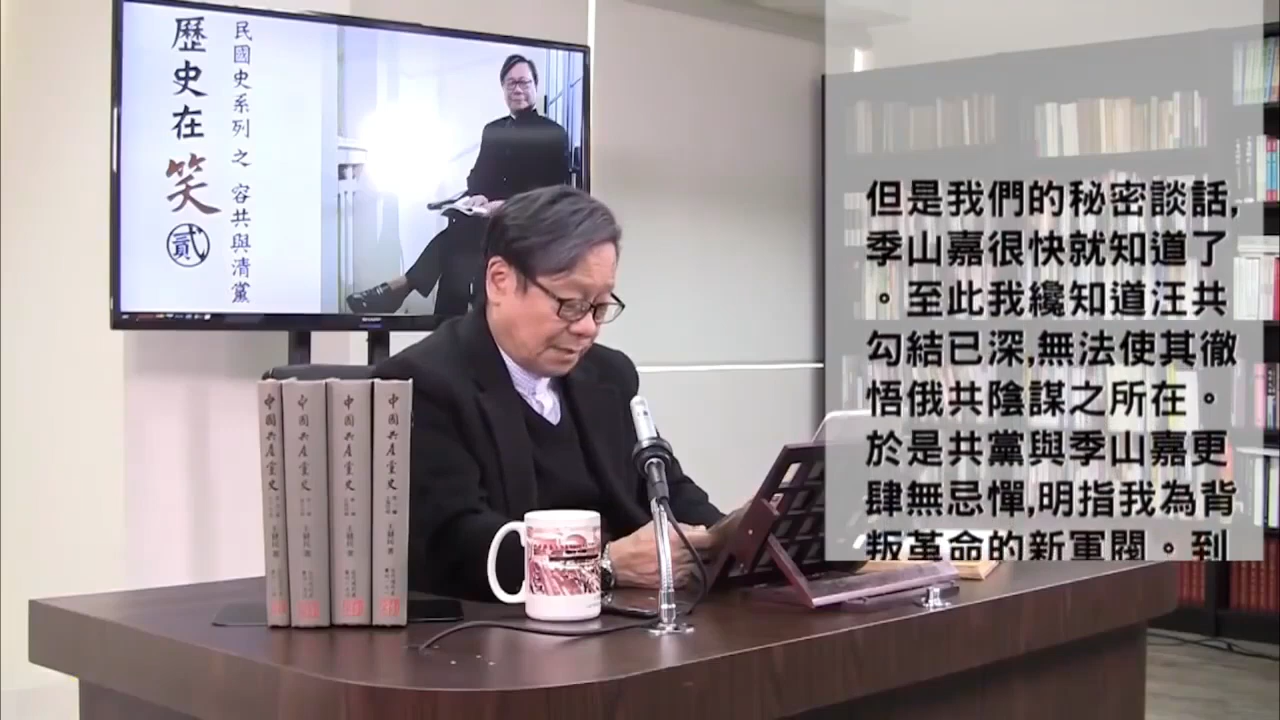 民國史系列之 容共與清黨
歷史在笑
貳
但是我們的秘密談話,
季山嘉很快就知道了
。至此我纔知道汪共
勾結已深,無法使其徹
悟俄共陰謀之所在。
於是共黨與季山嘉更
肆無忌憚,明指我為背
叛革命的新軍閥。到
中國共產黨史
中國共產黨史
中國共產黨史
中國共產黨史